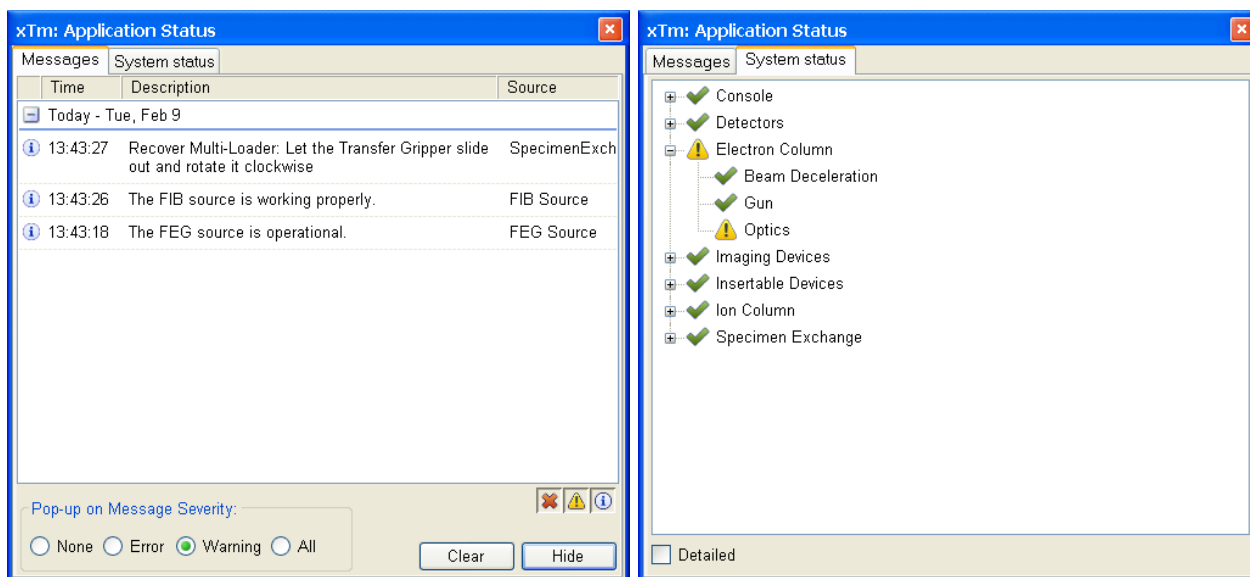 xTm: Application Status
Messages System status
Time Description Source
Today - Tue, Feb 9
13:43:27 Recover Multi-Loader: Let the Transfer Gripper slide SpecimenExch
out and rotate it clockwise
13:43:26 The FIB source is working properly. FIB Source
13:43:18 The FEG source is operational. FEG Source
Pop-up on Message Severity:
None Error Warning All
Clear Hide
xTm: Application Status
Messages System status
Console
Detectors
Electron Column
Beam Deceleration
Gun
Optics
Imaging Devices
Insertable Devices
Ion Column
Specimen Exchange
Detailed